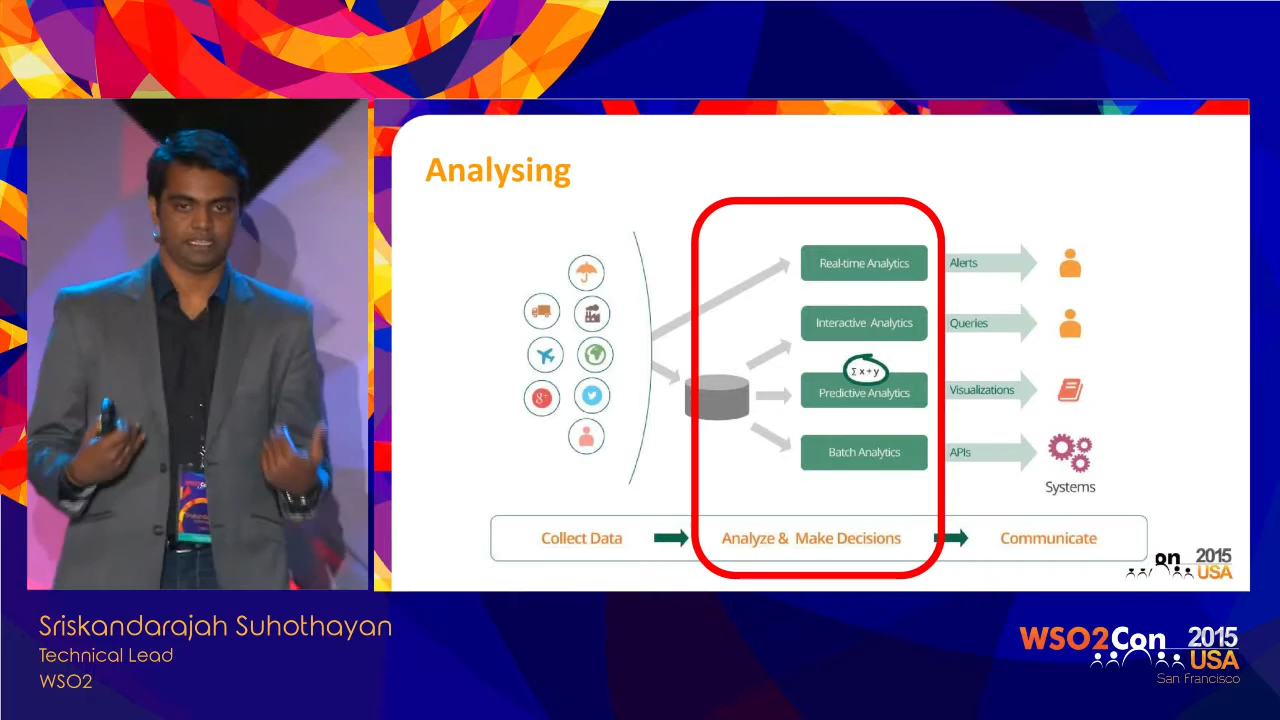 Analysing
Real-time Analytics
Alerts
Interactive Analytics
Queries
Σ x+y
Predictive Analytics
Visualizations
g+
Batch Analytics
APIs
Systems
Collect Data
Analyze & Make Decisions
Communicate
on 2015
USA
Sriskandarajah Suhothayan
Technical Lead
WSO2
WSO2Con 2015
USA
San Francisco